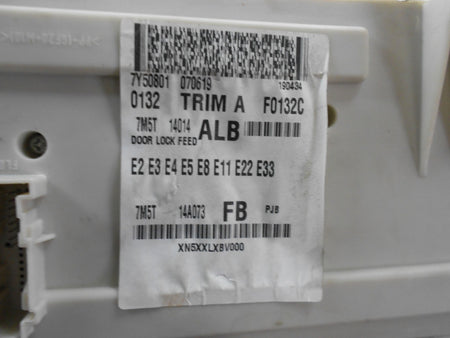 7Y50801 070619 190434
0132 TRIM A F0132C
7M5T 14014 ALB
DOOR LOCK FEED
E2 E3 E4 E5 E8 E11 E22 E33
7M5T 14A073 FB PJB
XN5XXLXBV000